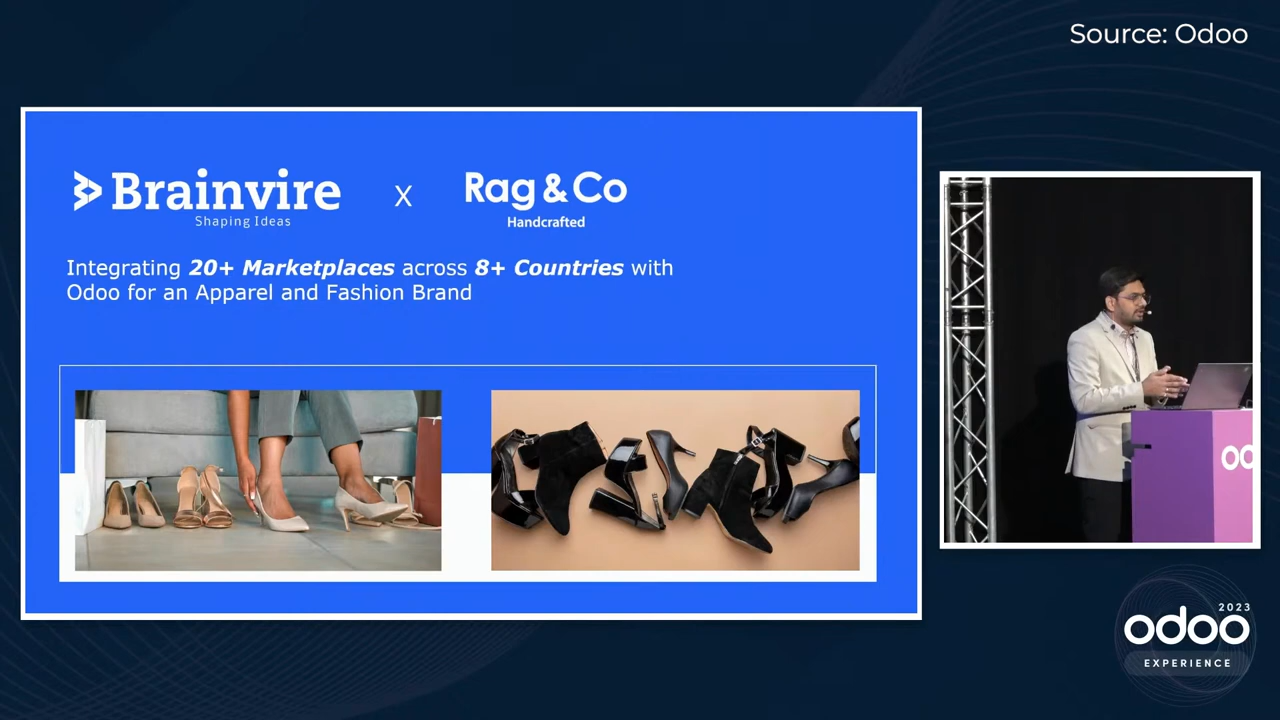 Source: Odoo
Brainvire
Shaping Ideas
X
Rag & Co
Handcrafted
Integrating 20+ Marketplaces across 8+ Countries with
Odoo for an Apparel and Fashion Brand
2023
odoo
EXPERIENCE